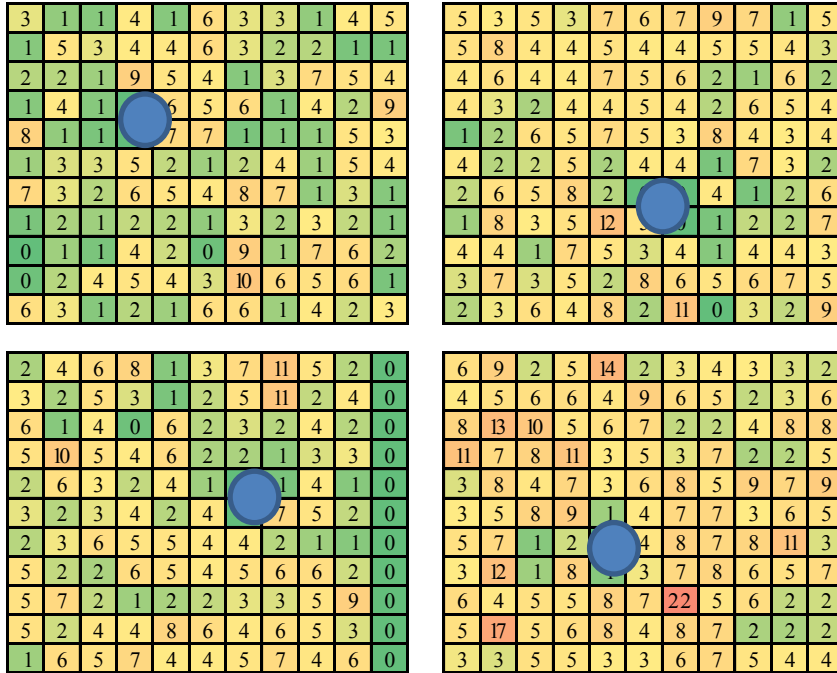 3 1 1 4 1 6 3 3 1 4 5
1 5 3 4 4 6 3 2 2 1 1
2 2 1 9 5 4 1 3 7 5 4
1 4 1 6 5 6 1 4 2 9
8 1 1 7 7 1 1 1 5 3
1 3 3 5 2 1 2 4 1 5 4
7 3 2 6 5 4 8 7 1 3 1
1 2 1 2 2 1 3 2 3 2 1
0 1 1 4 2 0 9 1 7 6 2
0 2 4 5 4 3 10 6 5 6 1
6 3 1 2 1 6 6 1 4 2 3
5 3 5 3 7 6 7 9 7 1 5
5 8 4 4 5 4 4 5 5 4 3
4 6 4 4 7 5 6 2 1 6 2
4 3 2 4 4 5 4 2 6 5 4
1 2 6 5 7 5 3 8 4 3 4
4 2 2 5 2 4 4 1 7 3 2
2 6 5 8 2 4 1 2 6
1 8 3 5 12 1 2 2 7
4 4 1 7 5 3 4 1 4 4 3
3 7 3 5 2 8 6 5 6 7 5
2 3 6 4 8 2 11 0 3 2 9
2 4 6 8 1 3 7 11 5 2 0
3 2 5 3 1 2 5 11 2 4 0
6 1 4 0 6 2 3 2 4 2 0
5 10 5 4 6 2 2 1 3 3 0
2 6 3 2 4 1 1 4 1 0
3 2 3 4 2 4 7 5 2 0
2 3 6 5 5 4 4 2 1 1 0
5 2 2 6 5 4 5 6 6 2 0
5 7 2 1 2 2 3 3 5 9 0
5 2 4 4 8 6 4 6 5 3 0
1 6 5 7 4 4 5 7 4 6 0
6 9 2 5 14 2 3 4 3 3 2
4 5 6 6 4 9 6 5 2 3 6
8 13 10 5 6 7 2 2 4 8 8
11 7 8 11 3 5 3 7 2 2 5
3 8 4 7 3 6 8 5 9 7 9
3 5 8 9 1 4 7 7 3 6 5
5 7 1 2 4 8 7 8 11 3
3 12 1 8 3 7 8 6 5 7
6 4 5 5 8 7 22 5 6 2 2
5 17 5 6 8 4 8 7 2 2 2
3 3 5 5 3 3 6 7 5 4 4